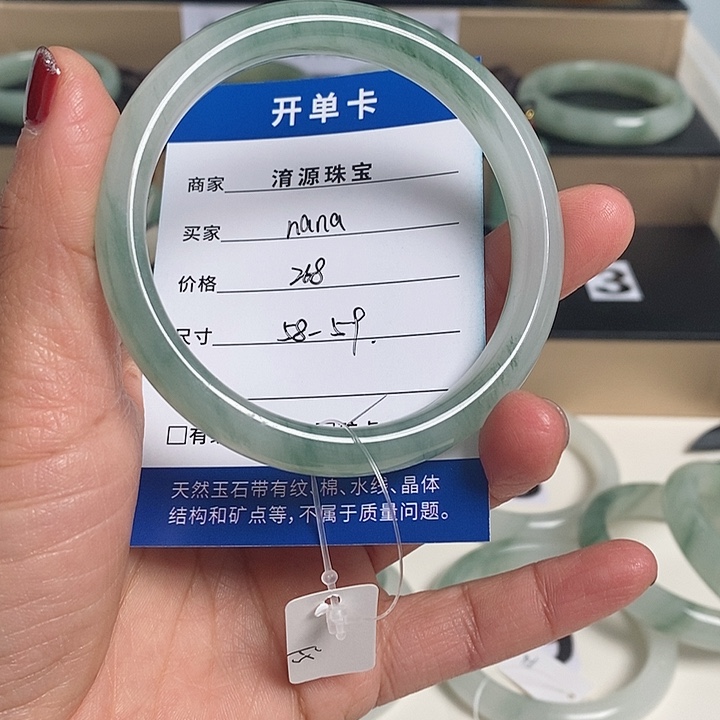 开单卡
商家 淯源珠宝
买家 nana
价格 268
尺寸 58-59.
有
天然玉石带有纹、棉、水线、晶体
结构和矿点等,不属于质量问题。
3